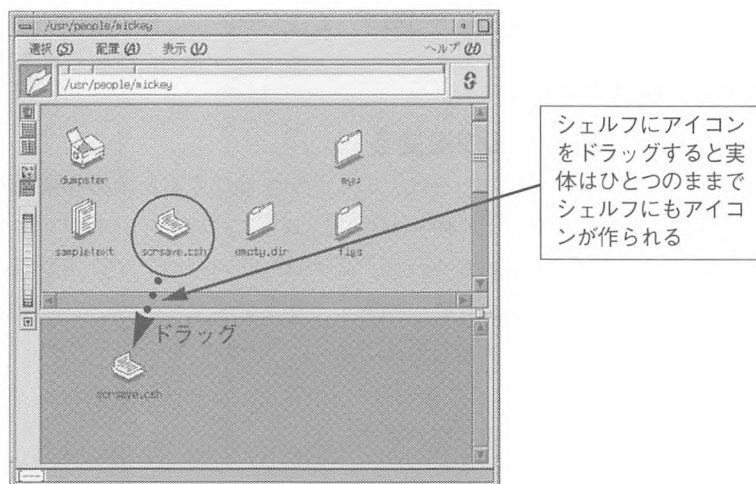 /usr/people/mickey
選択 (S) 配置 (A) 表示 (V) ヘルプ (H)
/usr/people/mickey
dumpster myu
sampletext scrsave.csh empty.dir figs
ドラッグ
scrsave.csh
シェルフにアイコン
をドラッグすると実
体はひとつのままで
シェルフにもアイコ
ンが作られる